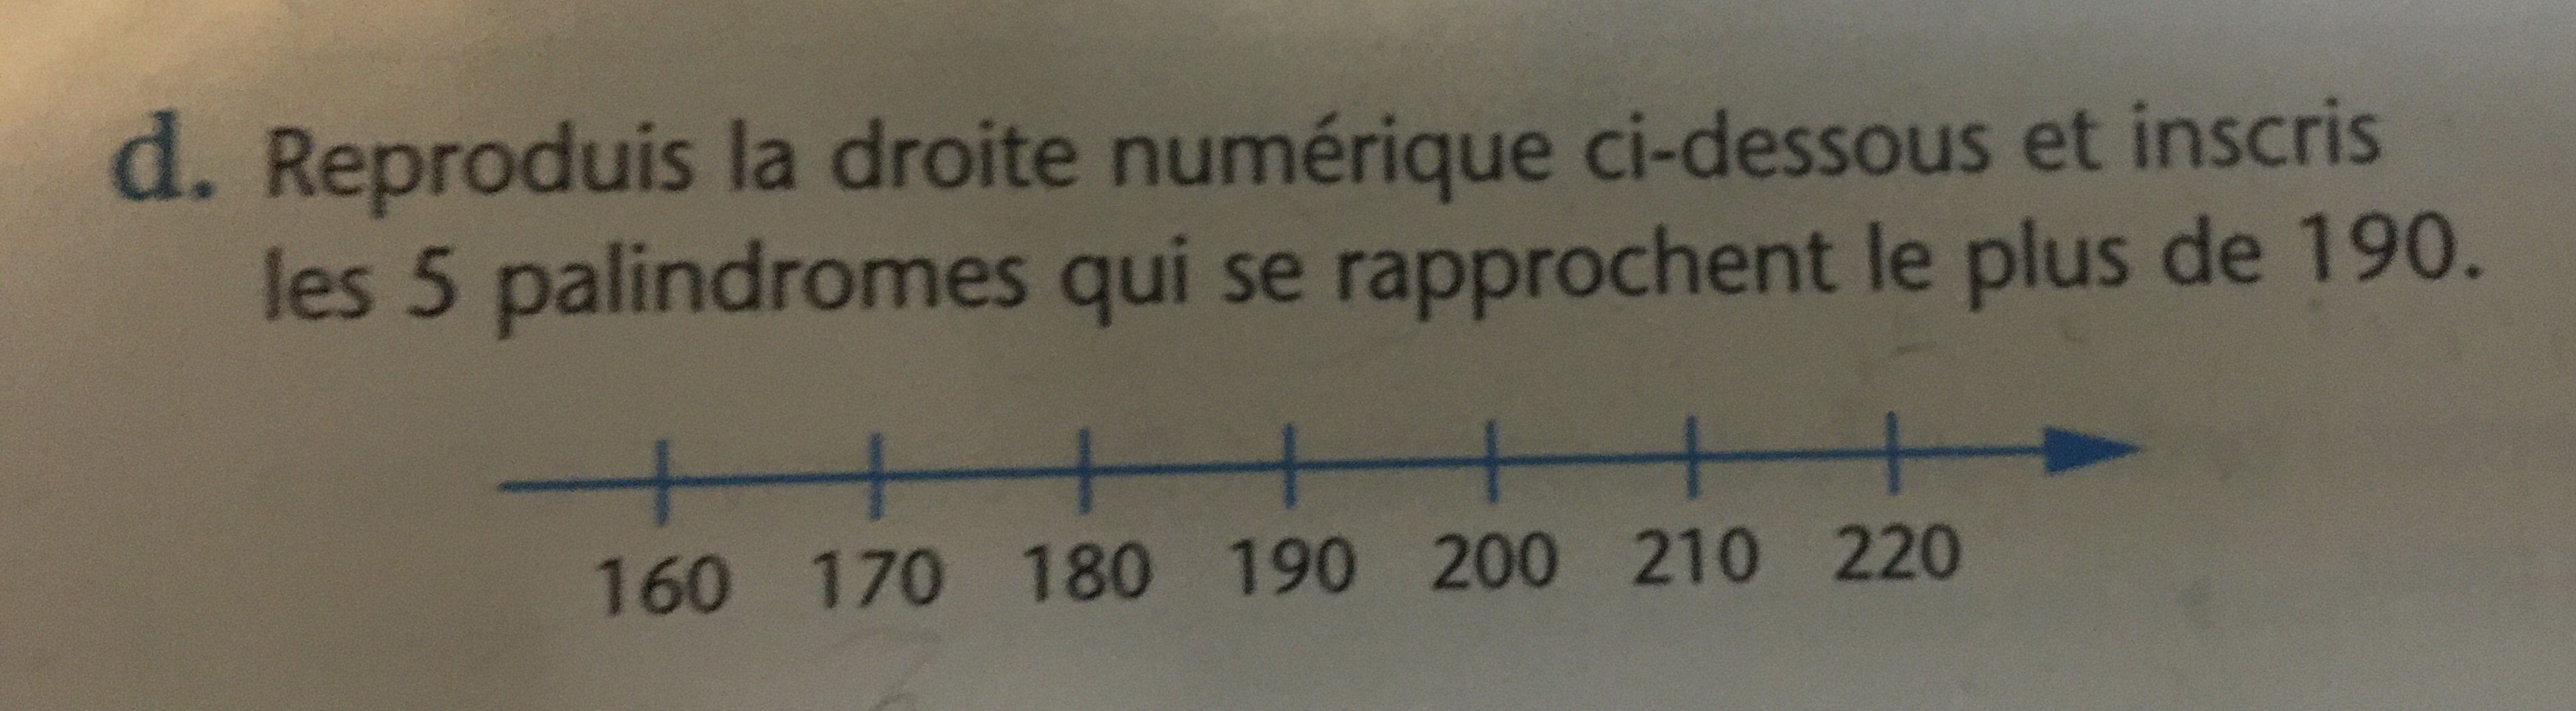 d. Reproduis la droite numérique ci-dessous et inscris
les 5 palindromes qui se rapprochent le plus de 190.
160 170 180 190 200 210 220